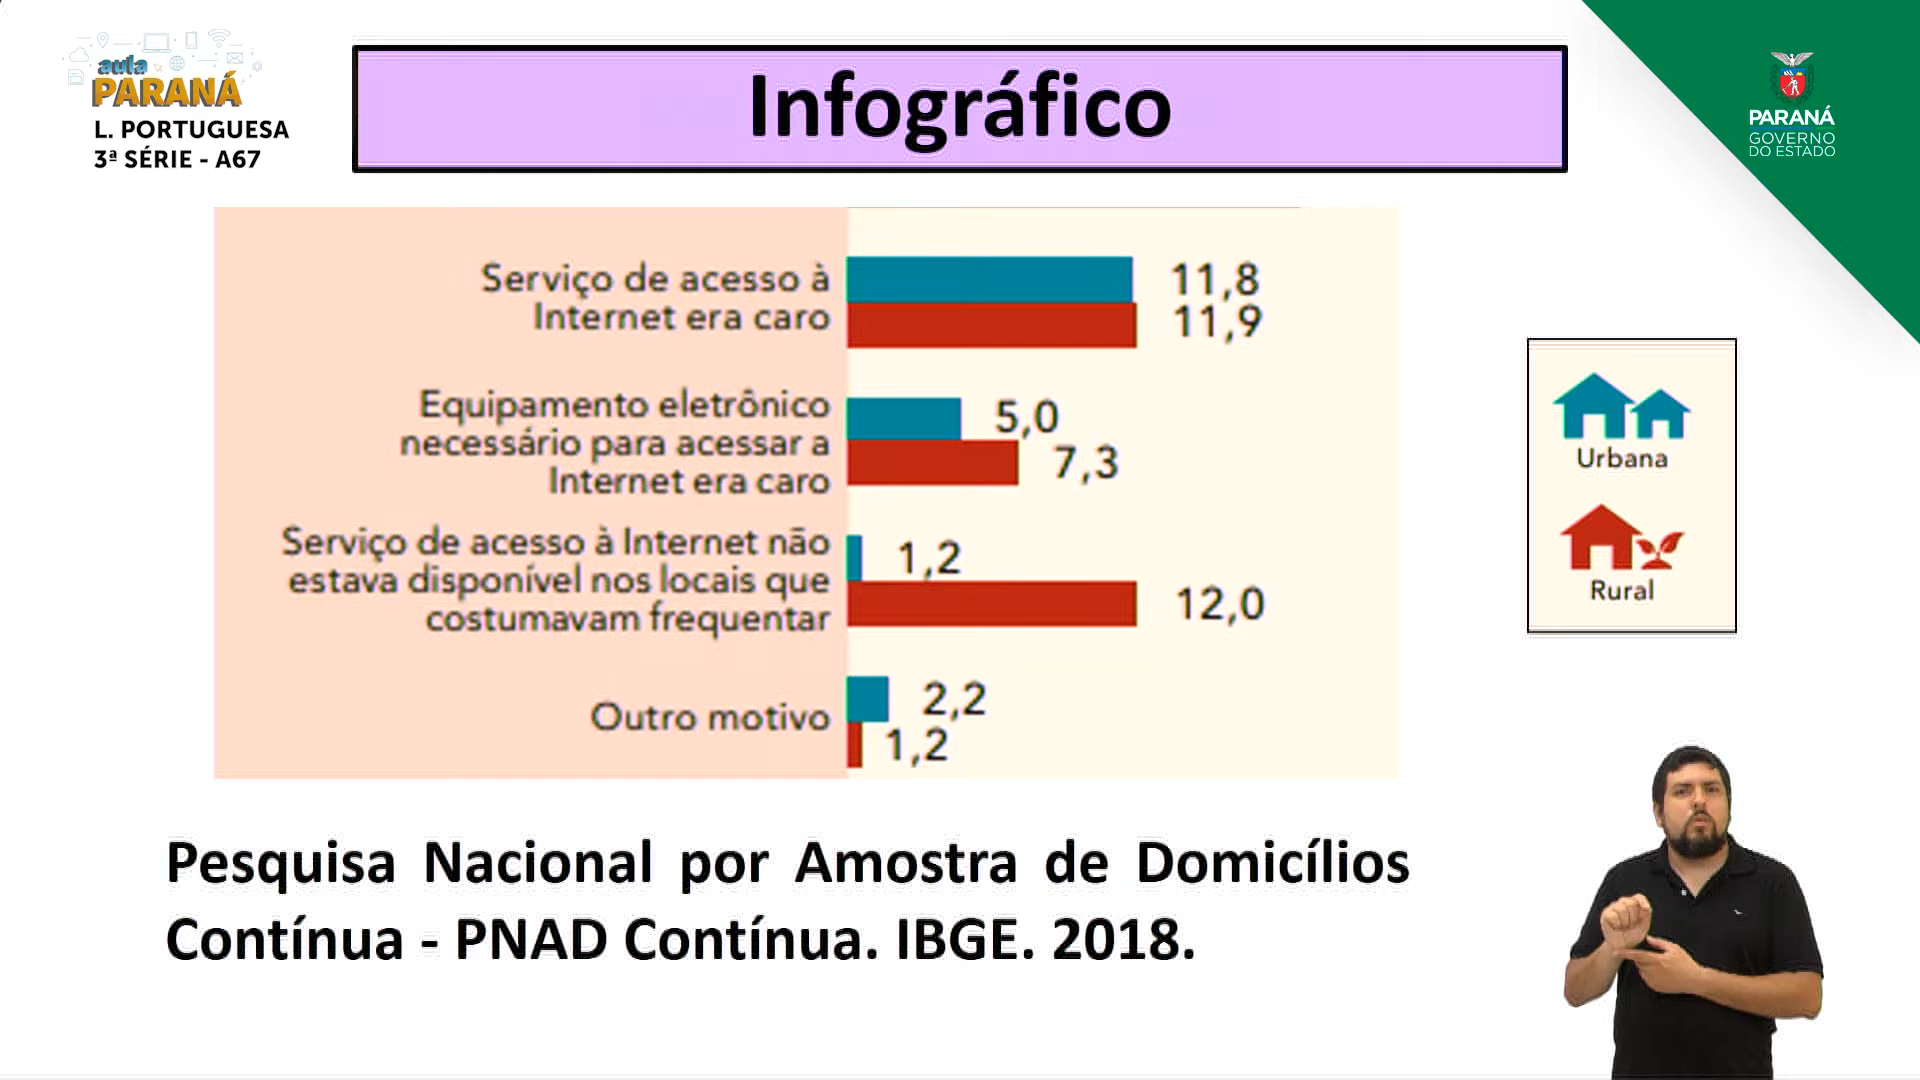 aula
PARANÁ
L. PORTUGUESA
3ª SÉRIE - A67
Infográfico
PARANÁ
GOVERNO
DO ESTADO
Serviço de acesso à
Internet era caro
11,8
11,9
Equipamento eletrônico
necessário para acessar a
Internet era caro
5,0
7,3
Serviço de acesso à Internet não
estava disponível nos locais que
costumavam frequentar
1,2
12,0
Outro motivo
2,2
1,2
Urbana
Rural
Pesquisa Nacional por Amostra de Domicílios
Contínua - PNAD Contínua. IBGE. 2018.